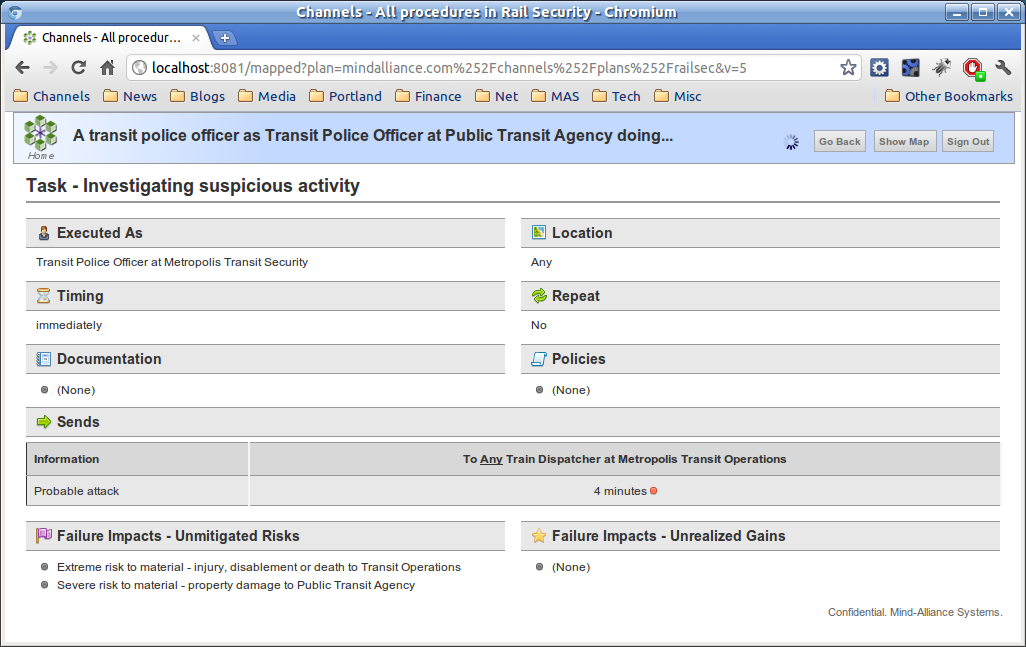 Channels - All procedures in Rail Security - Chromium
Channels - All procedur...
localhost:8081/mapped?plan=mindalliance.com%252Fchannels%252Fplans%252Frailsec&v=5
Channels News Blogs Media Portland Finance Net MAS Tech Misc Other Bookmarks
Home
A transit police officer as Transit Police Officer at Public Transit Agency doing...
Go Back Show Map Sign Out
Task - Investigating suspicious activity
Executed As
Transit Police Officer at Metropolis Transit Security
Location
Any
Timing
immediately
Repeat
No
Documentation
(None)
Policies
(None)
Sends
Information To Any Train Dispatcher at Metropolis Transit Operations
Probable attack 4 minutes
Failure Impacts - Unmitigated Risks
Extreme risk to material - injury, disablement or death to Transit Operations
Severe risk to material - property damage to Public Transit Agency
Failure Impacts - Unrealized Gains
(None)
Confidential. Mind-Alliance Systems.